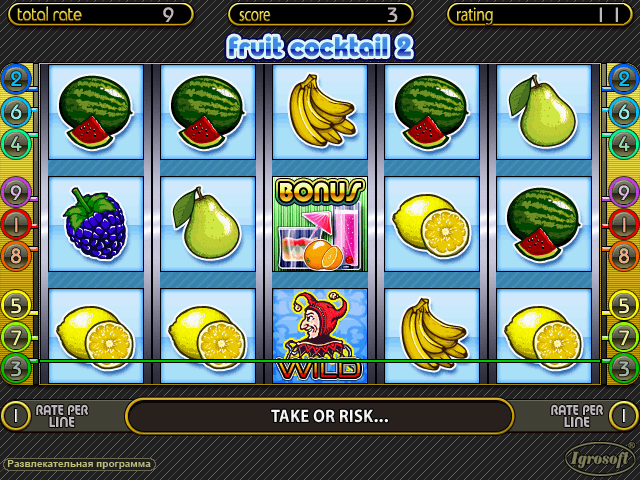 total rate 9 score 3 rating 11
fruit cocktail 2
2 2
6 6
4 4
9 BONUS 9
1 1
8 8
5 5
7 7
3 WILD 3
1 RATE PER LINE TAKE OR RISK... RATE PER LINE 1
Развлекательная программа Igrosoft ®